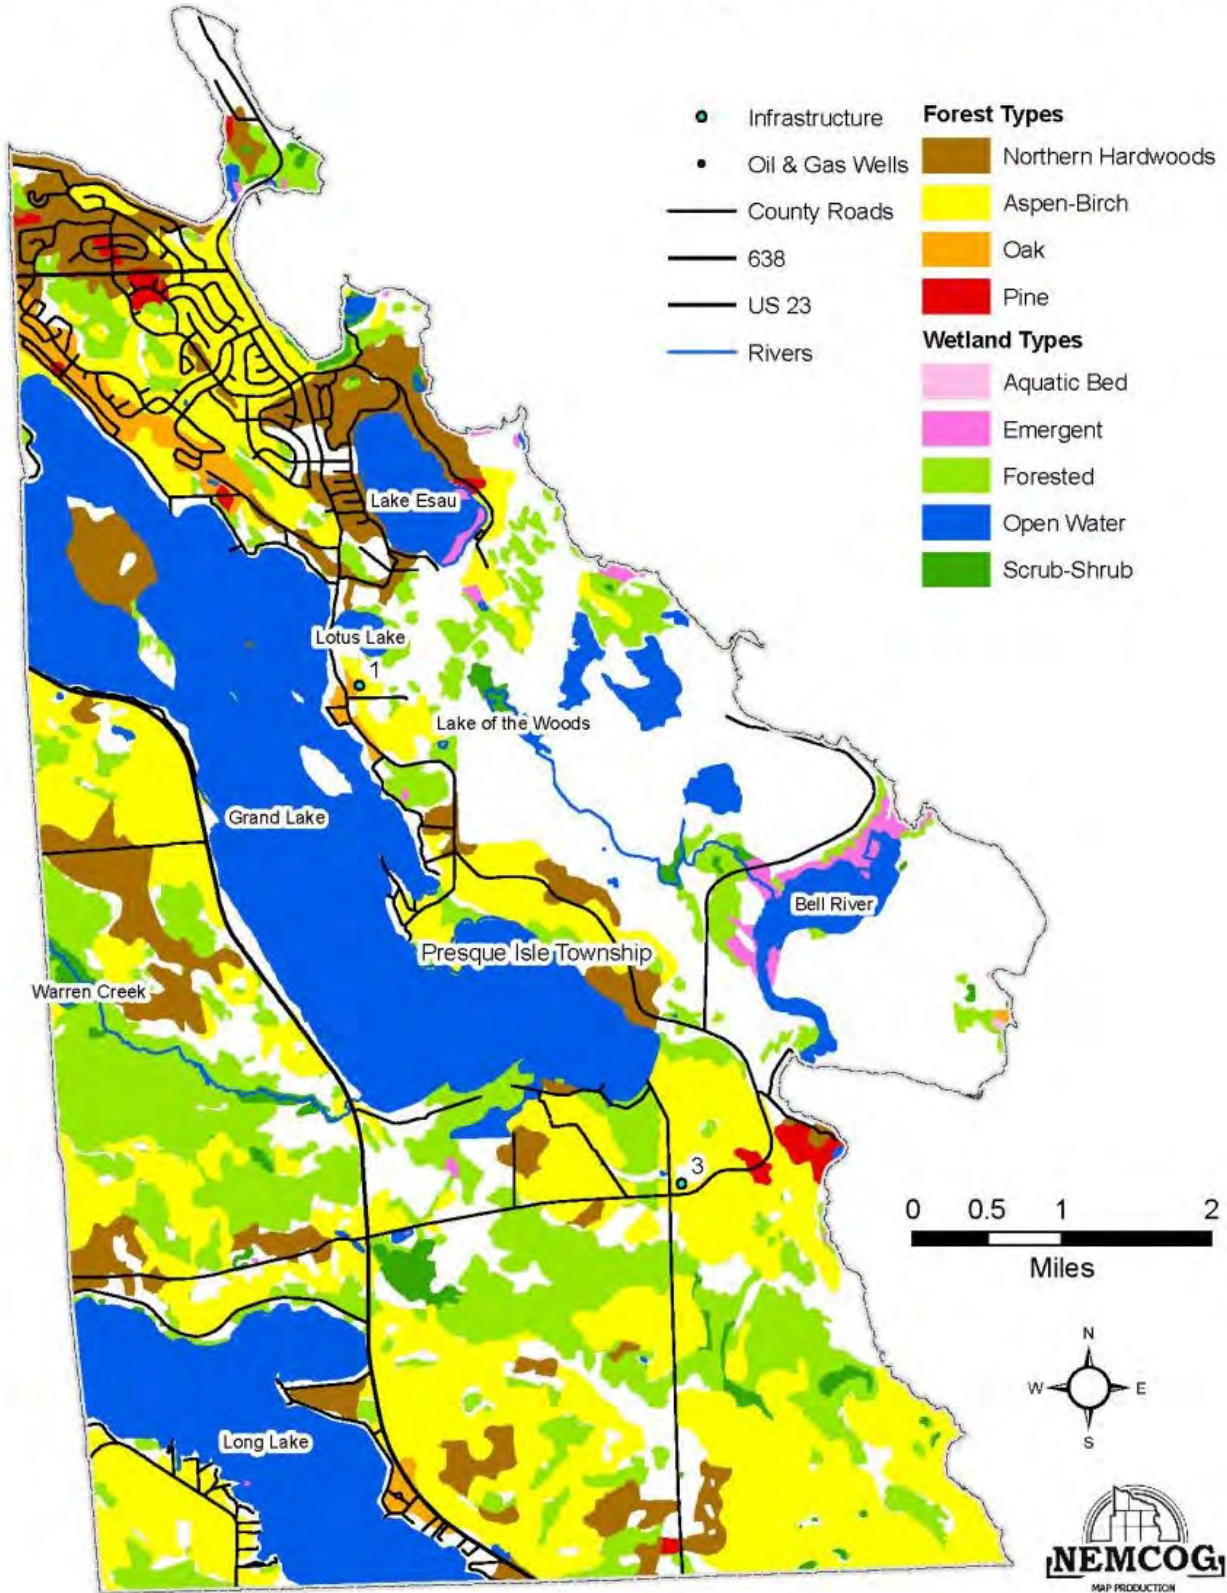 Infrastructure
Oil & Gas Wells
County Roads
638
US 23
Rivers
Forest Types
Northern Hardwoods
Aspen-Birch
Oak
Pine
Wetland Types
Aquatic Bed
Emergent
Forested
Open Water
Scrub-Shrub
Lake Esau
Lotus Lake
1
Lake of the Woods
Grand Lake
Bell River
Presque Isle Township
Warren Creek
3
0 0.5 1 2
Miles
N
W E
S
Long Lake
NEMCOG
MAP PRODUCTION